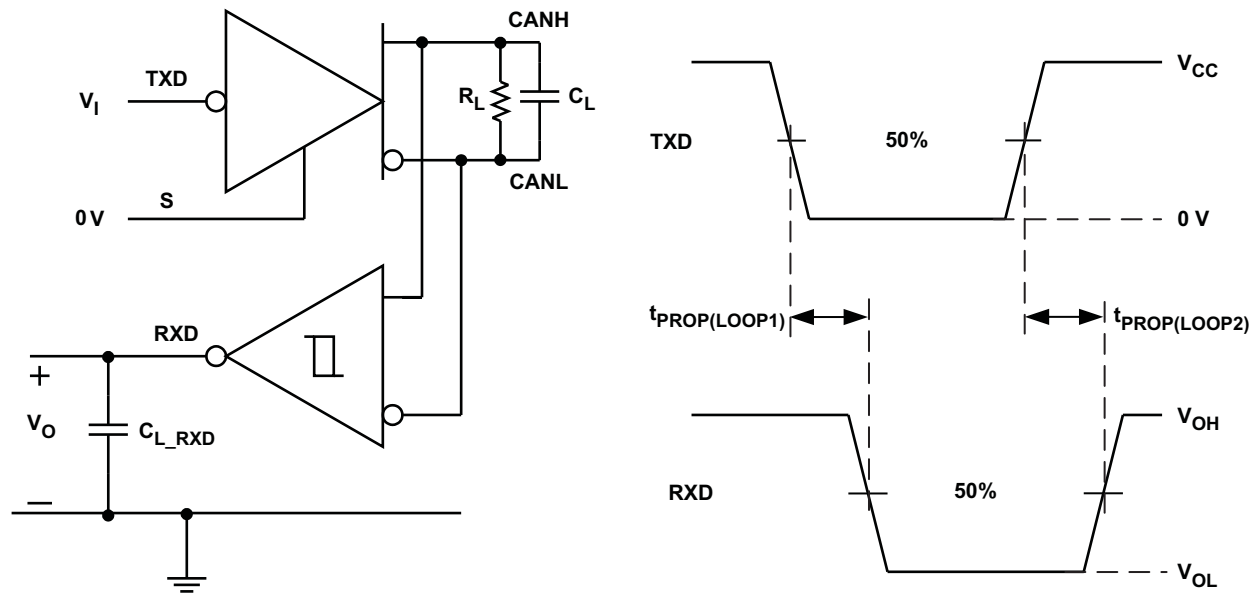 CANH
TXD
V_I
R_L
C_L
CANL
S
0 V
RXD
+
V_O
C_L_RXD
–
V_CC
TXD
50%
0 V
t_PROP(LOOP1)
t_PROP(LOOP2)
V_OH
RXD
50%
V_OL